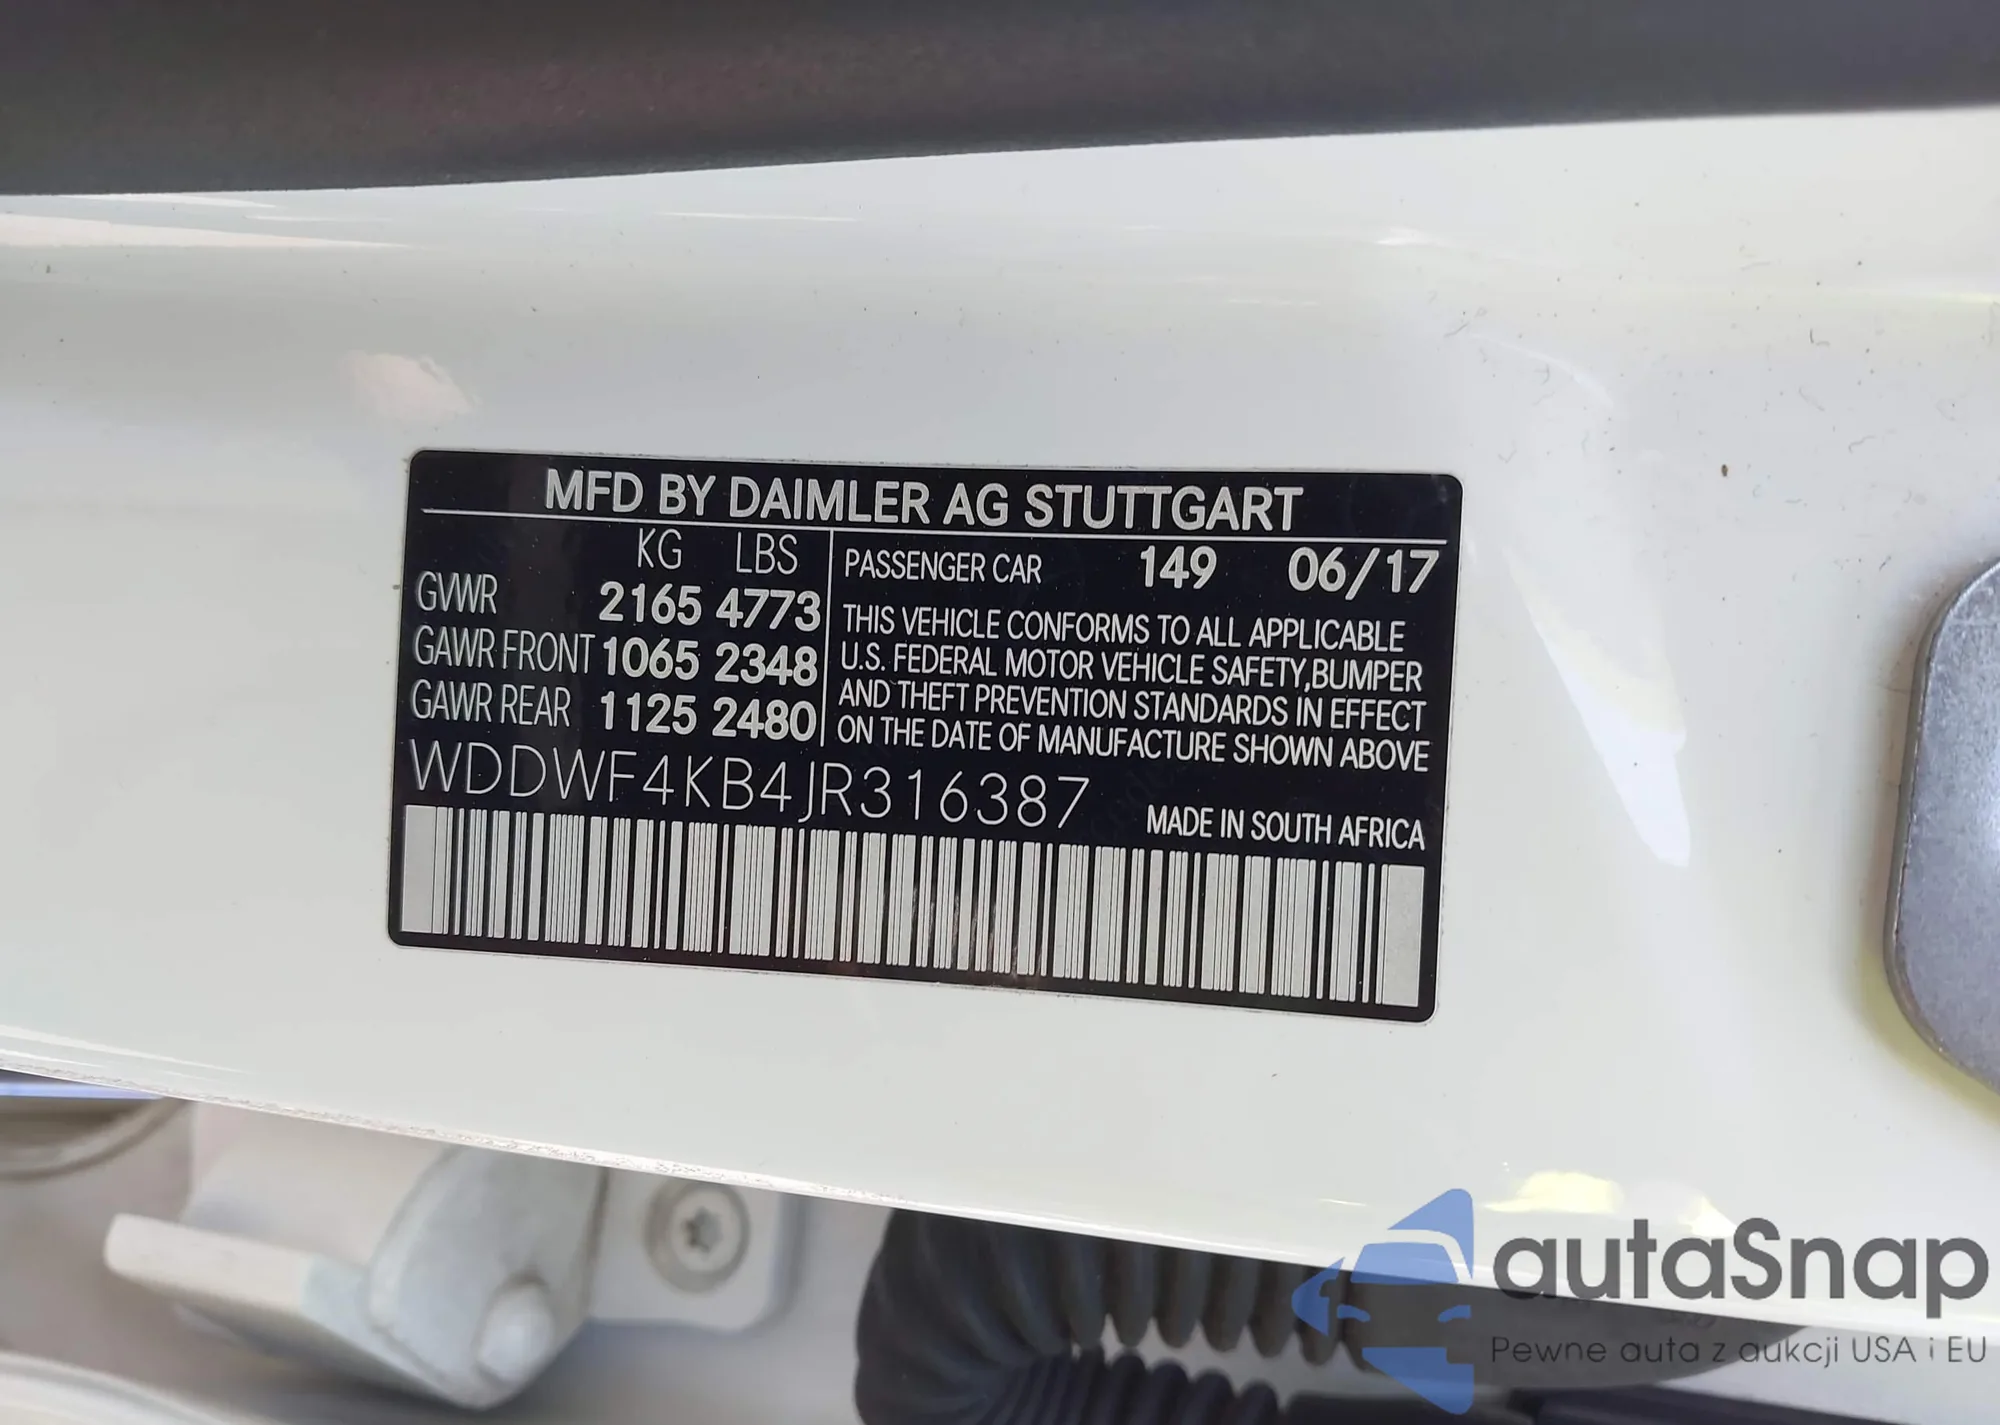 MFD BY DAIMLER AG STUTTGART
KG LBS
GVWR 2165 4773
GAWR FRONT 1065 2348
GAWR REAR 1125 2480
PASSENGER CAR 149 06/17
THIS VEHICLE CONFORMS TO ALL APPLICABLE
U.S. FEDERAL MOTOR VEHICLE SAFETY,BUMPER
AND THEFT PREVENTION STANDARDS IN EFFECT
ON THE DATE OF MANUFACTURE SHOWN ABOVE
WDDWF4KB4JR316387
MADE IN SOUTH AFRICA
autaSnap
Pewne auta z aukcji USA i EU